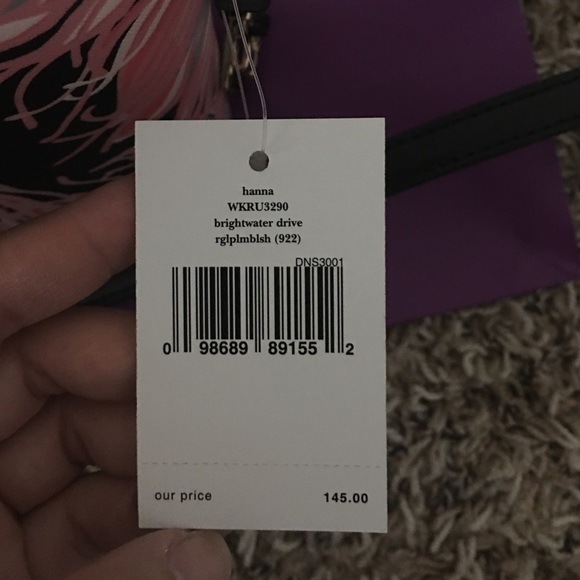 hanna
WKRU3290
brightwater drive
rglplmblsh (922)
DNS3001
0 98689 89155 2
our price 145.00